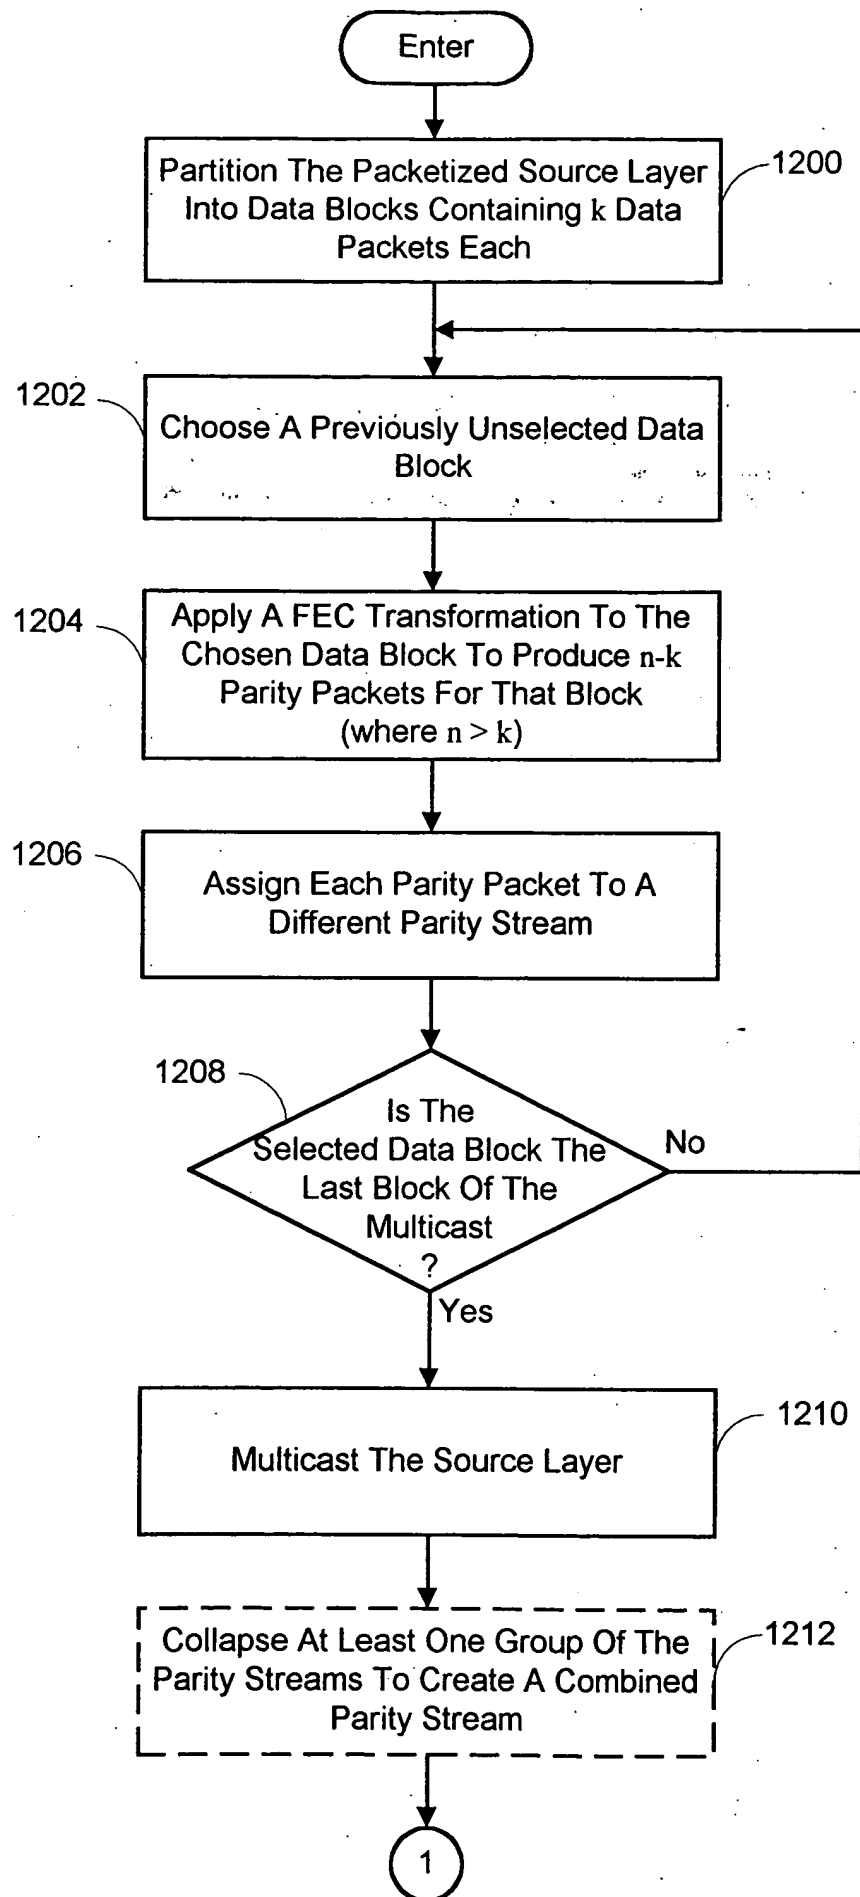 Enter
Partition The Packetized Source Layer
Into Data Blocks Containing k Data
Packets Each
1200
1202
Choose A Previously Unselected Data
Block
1204
Apply A FEC Transformation To The
Chosen Data Block To Produce n-k
Parity Packets For That Block
(where n > k)
1206
Assign Each Parity Packet To A
Different Parity Stream
1208
Is The
Selected Data Block The
Last Block Of The
Multicast
?
No
Yes
1210
Multicast The Source Layer
1212
Collapse At Least One Group Of The
Parity Streams To Create A Combined
Parity Stream
1